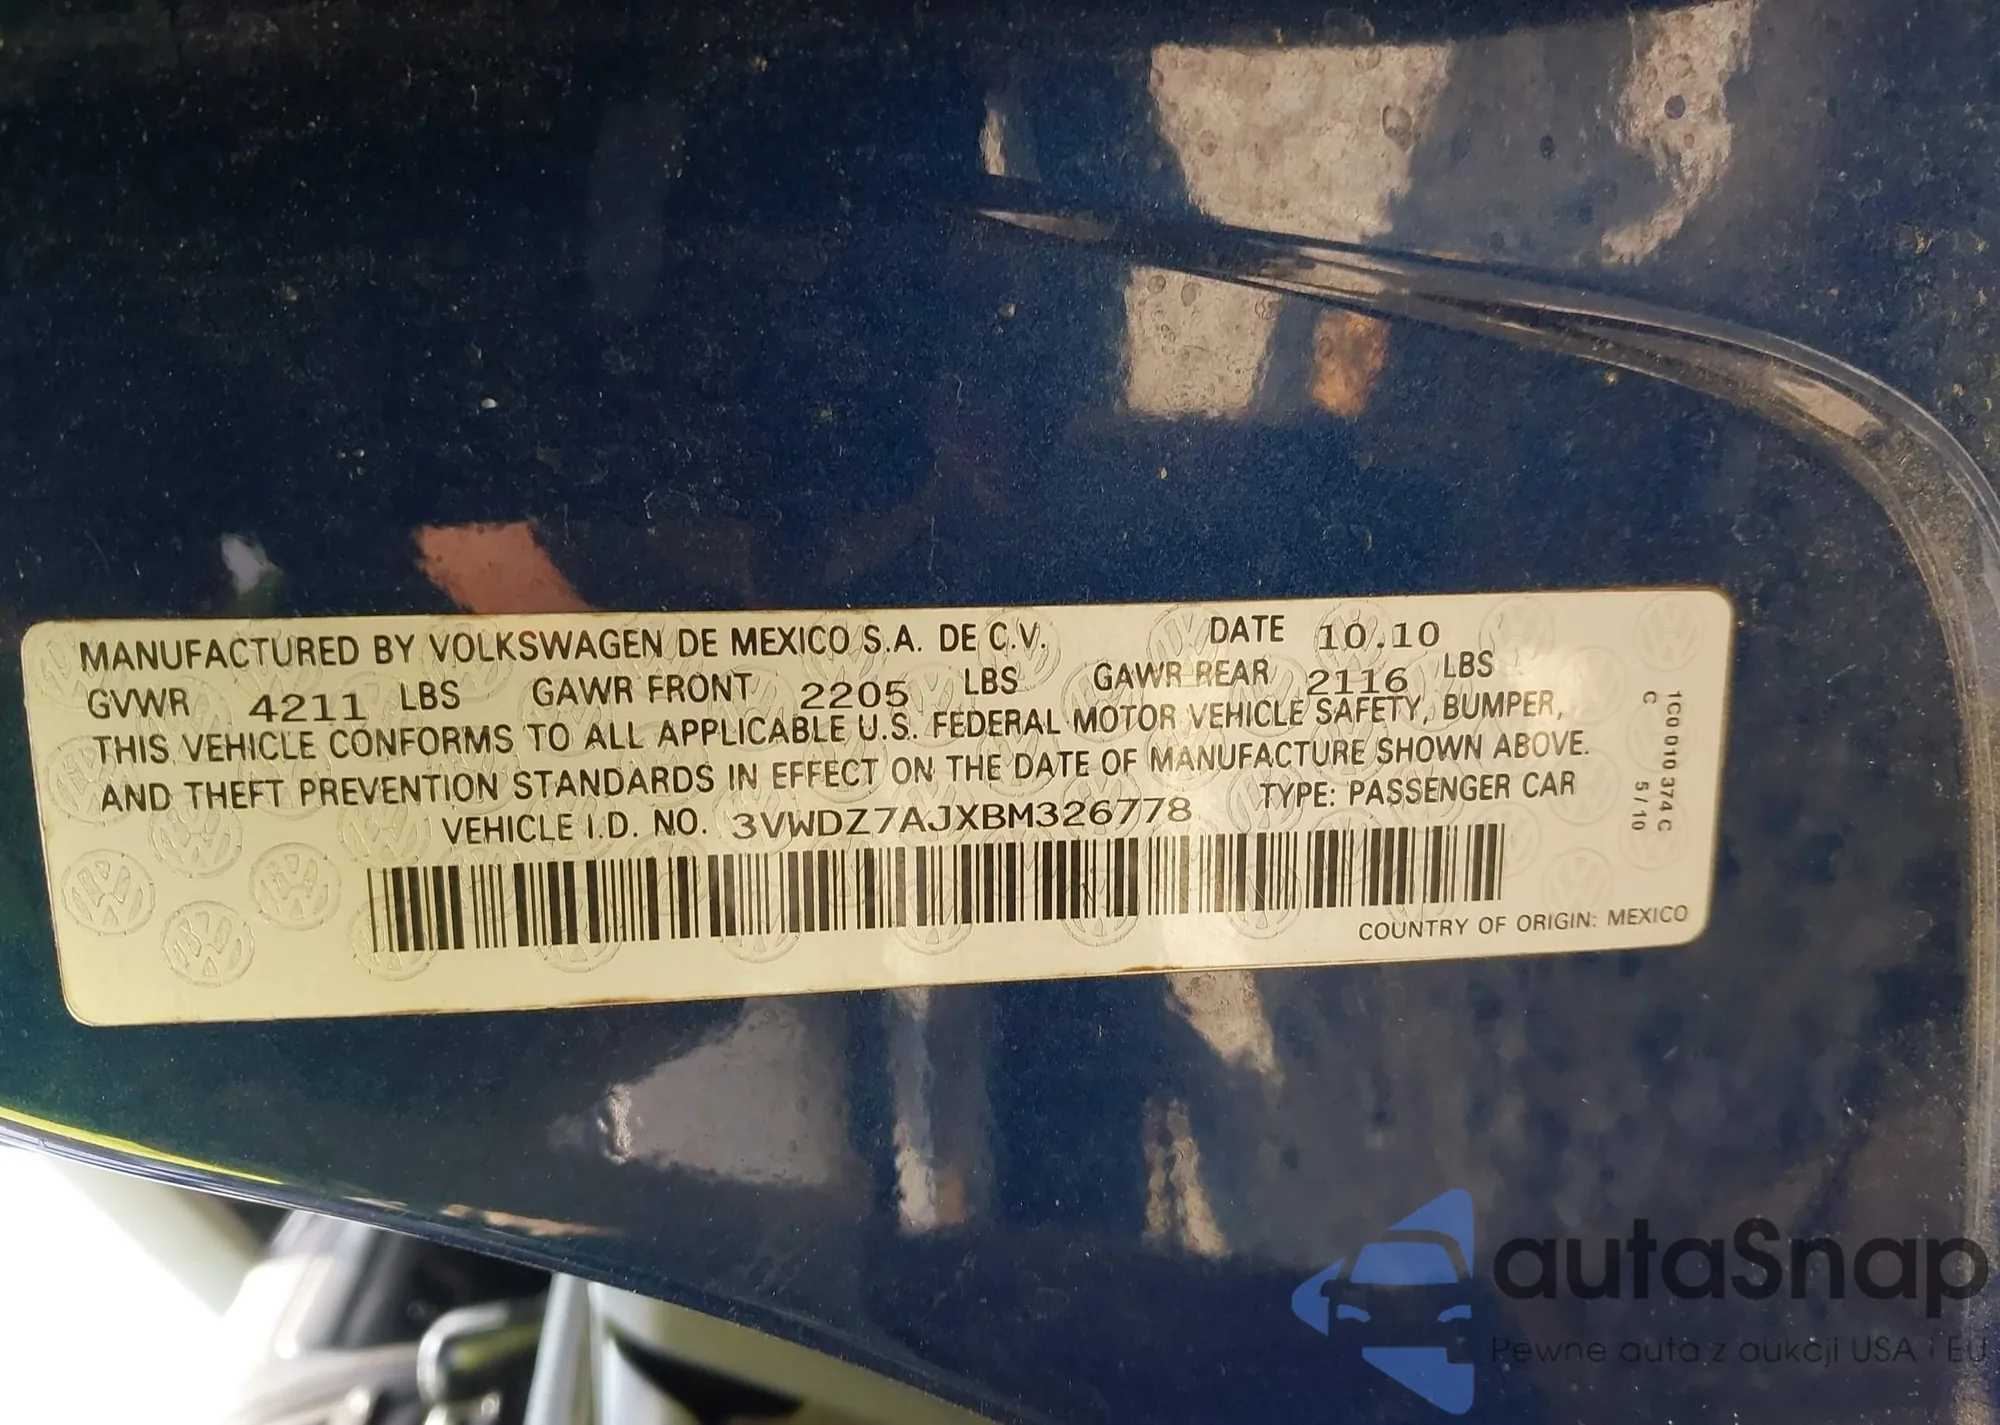 MANUFACTURED BY VOLKSWAGEN DE MEXICO S.A. DE C.V. DATE 10.10
GVWR 4211 LBS GAWR FRONT 2205 LBS GAWR REAR 2116 LBS
THIS VEHICLE CONFORMS TO ALL APPLICABLE U.S. FEDERAL MOTOR VEHICLE SAFETY, BUMPER,
AND THEFT PREVENTION STANDARDS IN EFFECT ON THE DATE OF MANUFACTURE SHOWN ABOVE.
VEHICLE I.D. NO. 3VWDZ7AJXBM326778 TYPE: PASSENGER CAR
COUNTRY OF ORIGIN: MEXICO
1C0 010 374 C
C 5/10
autaSnap
Pewne auta z aukcji USA i EU